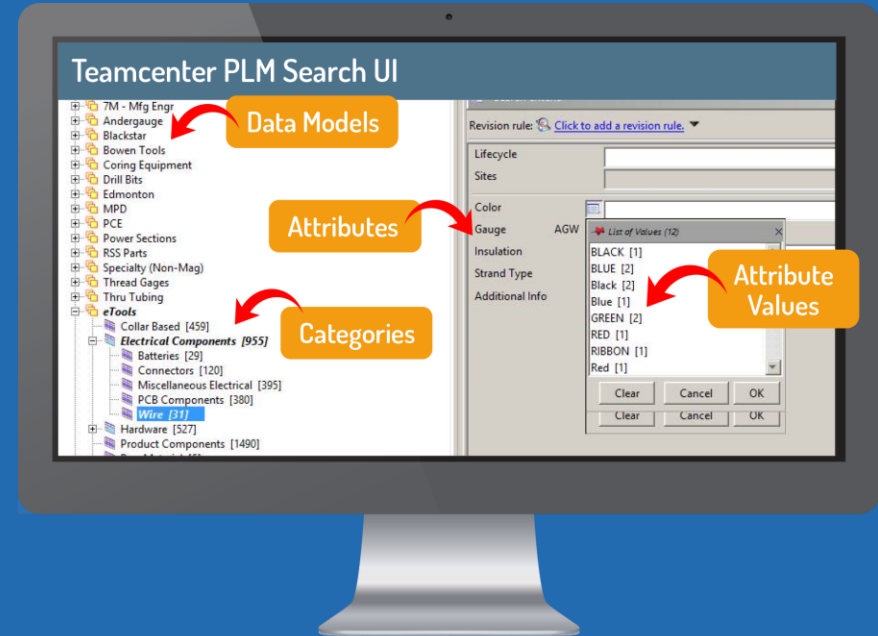 Teamcenter PLM Search UI
7M - Mfg Engr
Andergauge
Blackstar
Bowen Tools
Coring Equipment
Drill Bits
Edmonton
MPD
PCE
Power Sections
RSS Parts
Specialty (Non-Mag)
Thread Gages
Thru Tubing
eTools
Collar Based [459]
Electrical Components [955]
Batteries [29]
Connectors [120]
Miscellaneous Electrical [395]
PCB Components [380]
Wire [31]
Hardware [527]
Product Components [1490]
Data Models
Attributes
Categories
Revision rule: Click to add a revision rule.
Lifecycle
Sites
Color
Gauge AGW
Insulation
Strand Type
Additional Info
List of Values (12)
BLACK [1]
BLUE [2]
Black [2]
Blue [1]
GREEN [2]
RED [1]
RIBBON [1]
Red [1]
Clear Cancel OK
Clear Cancel OK
Attribute
Values